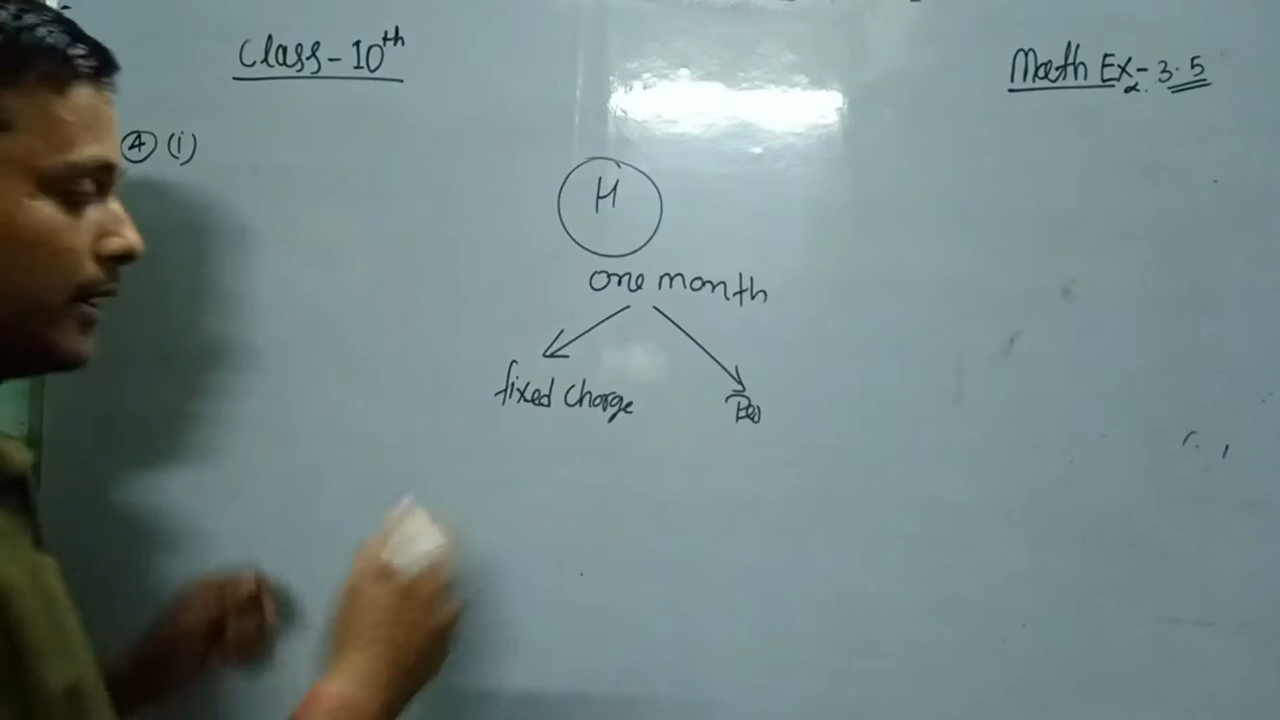 Class-10th
Math Ex-3.5
④ (i)
H
one month
fixed charge